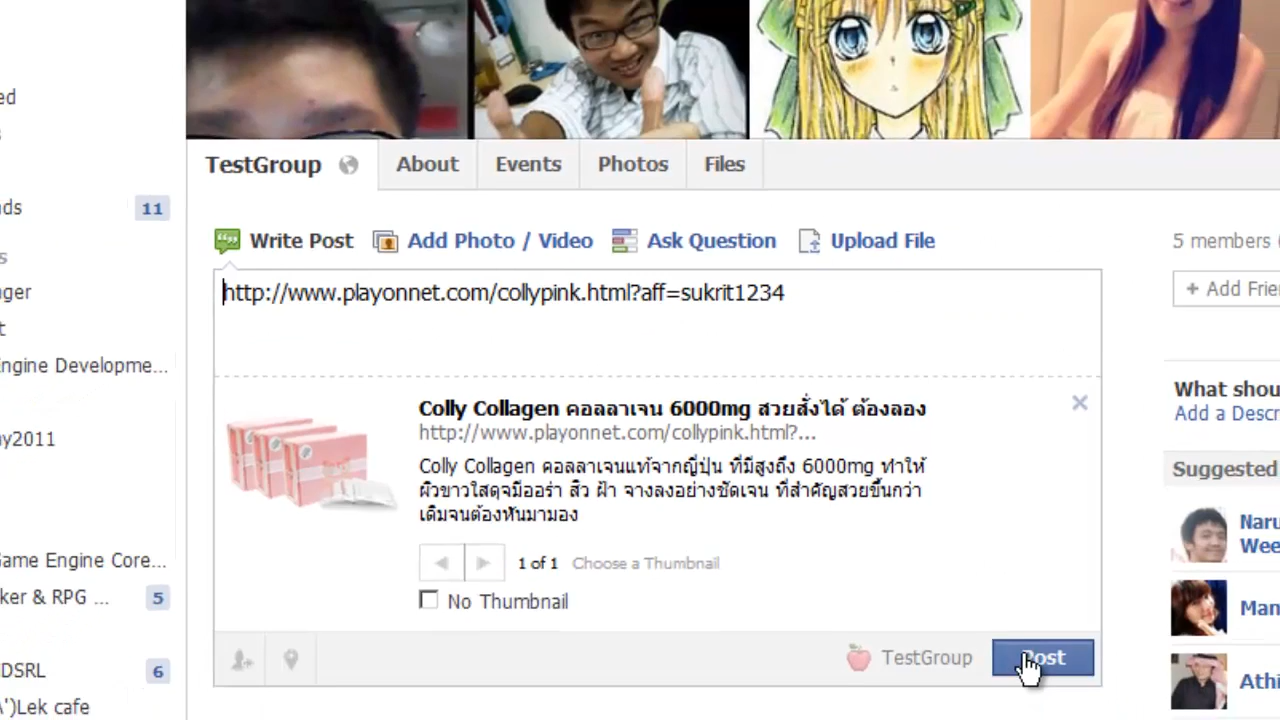 ed
TestGroup About Events Photos Files
nds 11
s
Write Post Add Photo / Video Ask Question Upload File
5 members (
nger
http://www.playonnet.com/collypink.html?aff=sukrit1234
+ Add Frie
t
Engine Developme...
What shou
Add a Descr
Colly Collagen คอลลาเจน 6000mg สวยสั่งได้ ต้องลอง
http://www.playonnet.com/collypink.html?...
ay2011
Colly Collagen คอลลาเจนแท้จากญี่ปุ่น ที่มีสูงถึง 6000mg ทำให้
ผิวขาวใสดุจมีออร่า สิว ฝ้า จางลงอย่างชัดเจน ที่สำคัญสวยขึ้นกว่า
เดิมจนต้องหันมามอง
Suggested
Naru
Wee
1 of 1 Choose a Thumbnail
Game Engine Core...
No Thumbnail
ker & RPG ... 5
Man
TestGroup Post
DSRL 6
Athi
A')Lek cafe